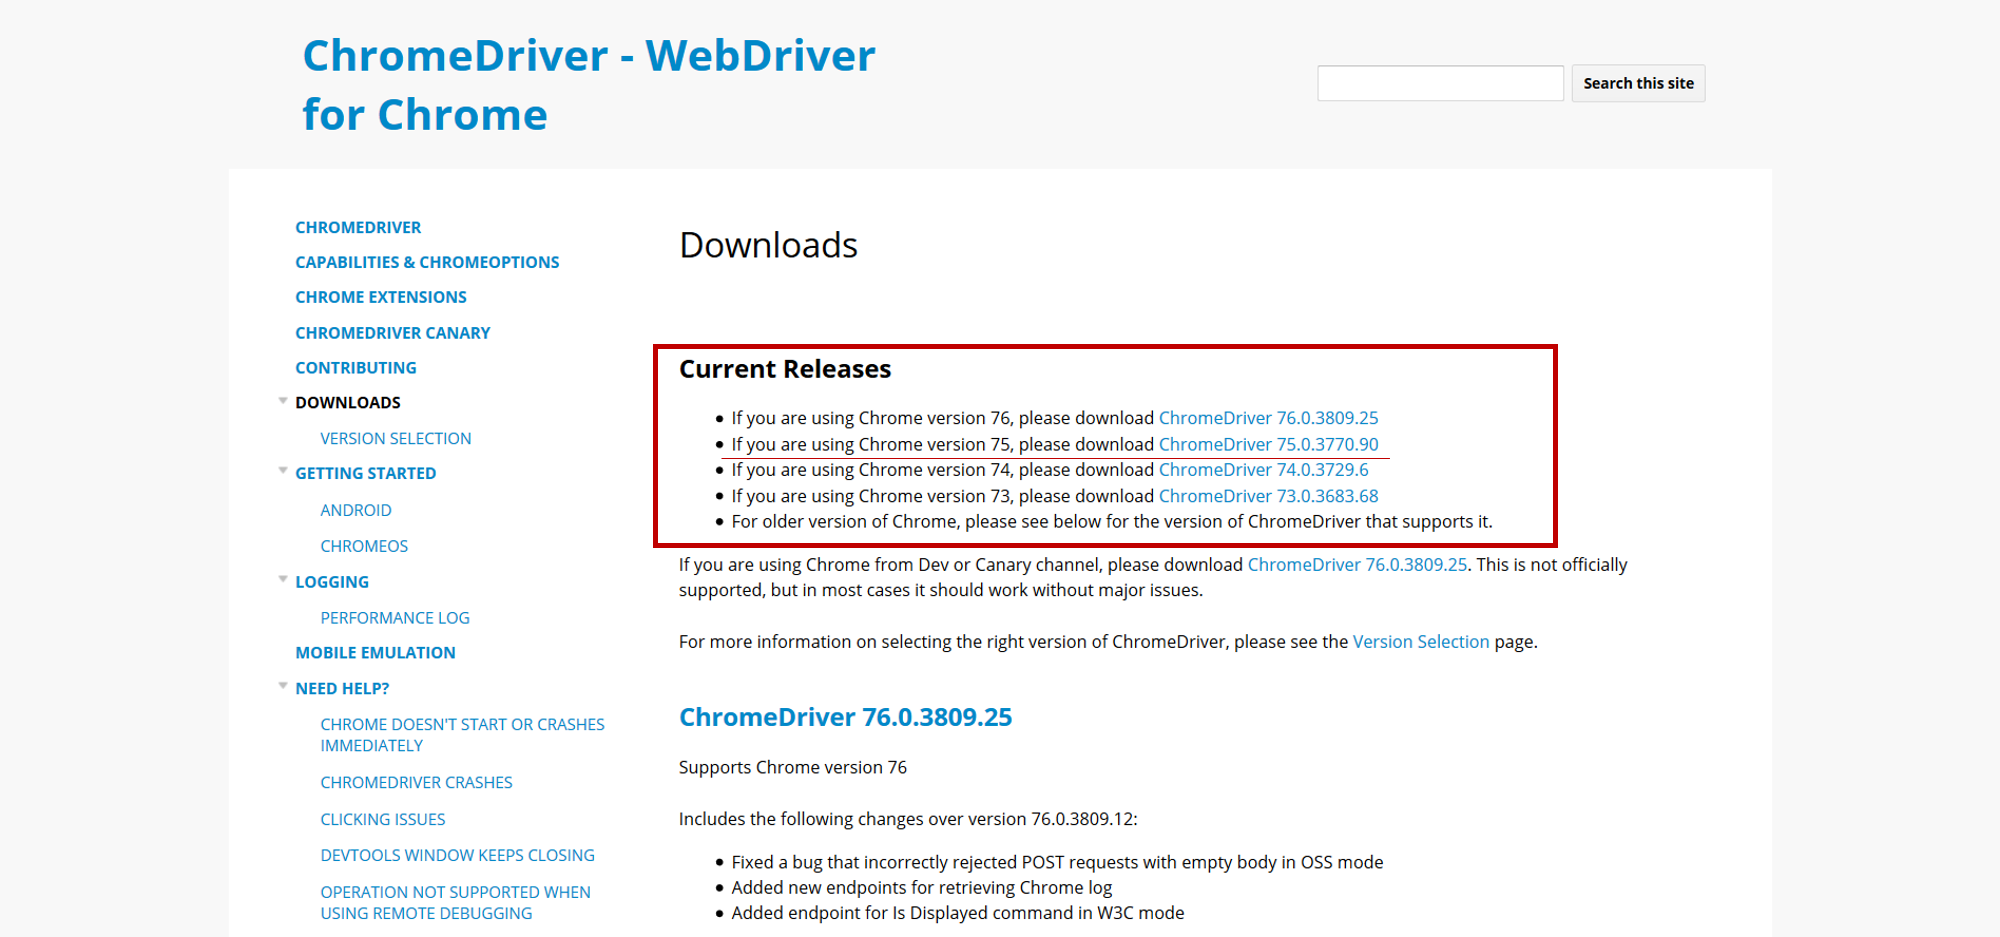 ChromeDriver - WebDriver
for Chrome
Search this site
CHROMEDRIVER
CAPABILITIES & CHROMEOPTIONS
CHROME EXTENSIONS
CHROMEDRIVER CANARY
CONTRIBUTING
DOWNLOADS
VERSION SELECTION
GETTING STARTED
ANDROID
CHROMEOS
LOGGING
PERFORMANCE LOG
MOBILE EMULATION
NEED HELP?
CHROME DOESN'T START OR CRASHES
IMMEDIATELY
CHROMEDRIVER CRASHES
CLICKING ISSUES
DEVTOOLS WINDOW KEEPS CLOSING
OPERATION NOT SUPPORTED WHEN
USING REMOTE DEBUGGING
Downloads
Current Releases
If you are using Chrome version 76, please download ChromeDriver 76.0.3809.25
If you are using Chrome version 75, please download ChromeDriver 75.0.3770.90
If you are using Chrome version 74, please download ChromeDriver 74.0.3729.6
If you are using Chrome version 73, please download ChromeDriver 73.0.3683.68
For older version of Chrome, please see below for the version of ChromeDriver that supports it.
If you are using Chrome from Dev or Canary channel, please download ChromeDriver 76.0.3809.25. This is not officially
supported, but in most cases it should work without major issues.
For more information on selecting the right version of ChromeDriver, please see the Version Selection page.
ChromeDriver 76.0.3809.25
Supports Chrome version 76
Includes the following changes over version 76.0.3809.12:
Fixed a bug that incorrectly rejected POST requests with empty body in OSS mode
Added new endpoints for retrieving Chrome log
Added endpoint for Is Displayed command in W3C mode